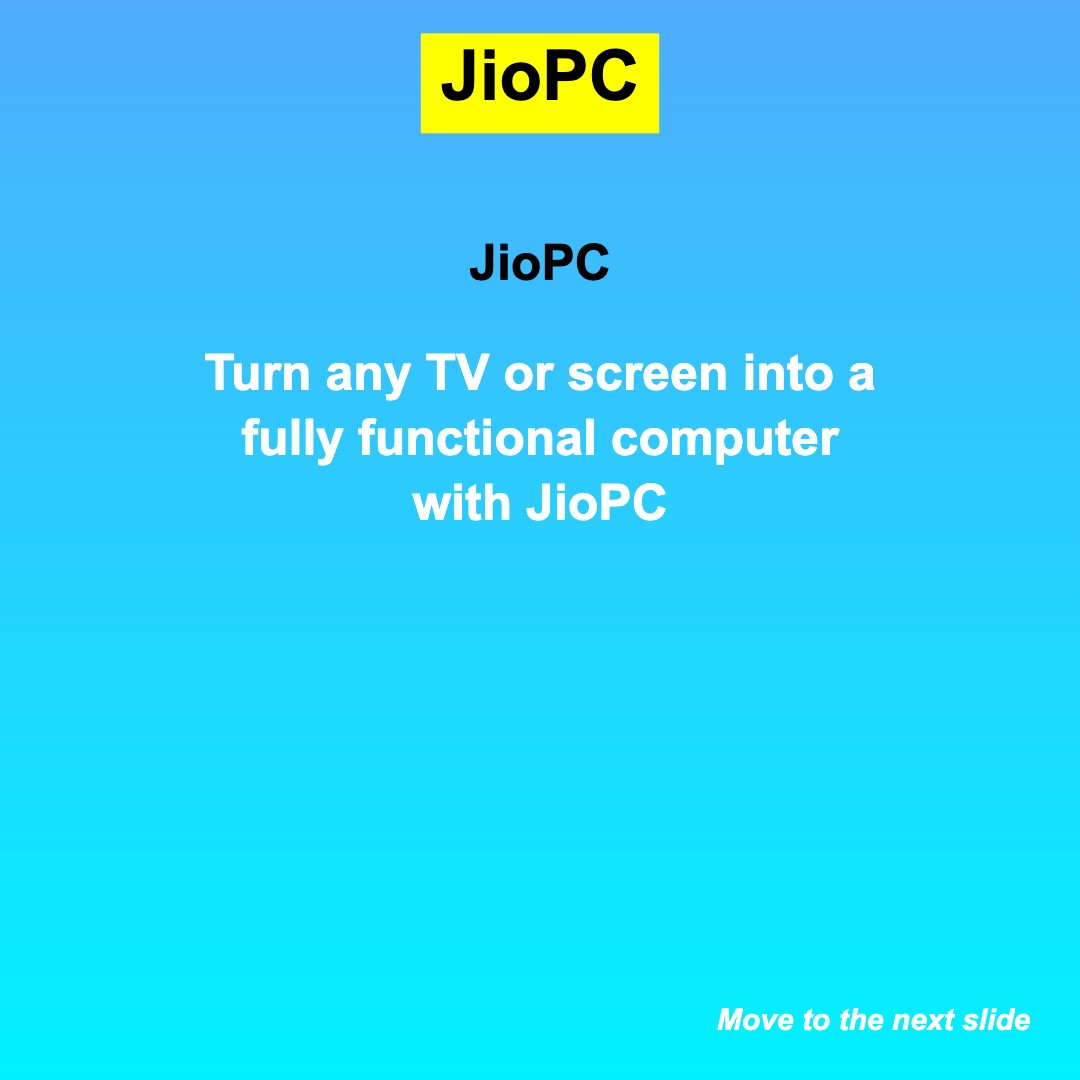 JioPC
JioPC
Turn any TV or screen into a
fully functional computer
with JioPC
Move to the next slide